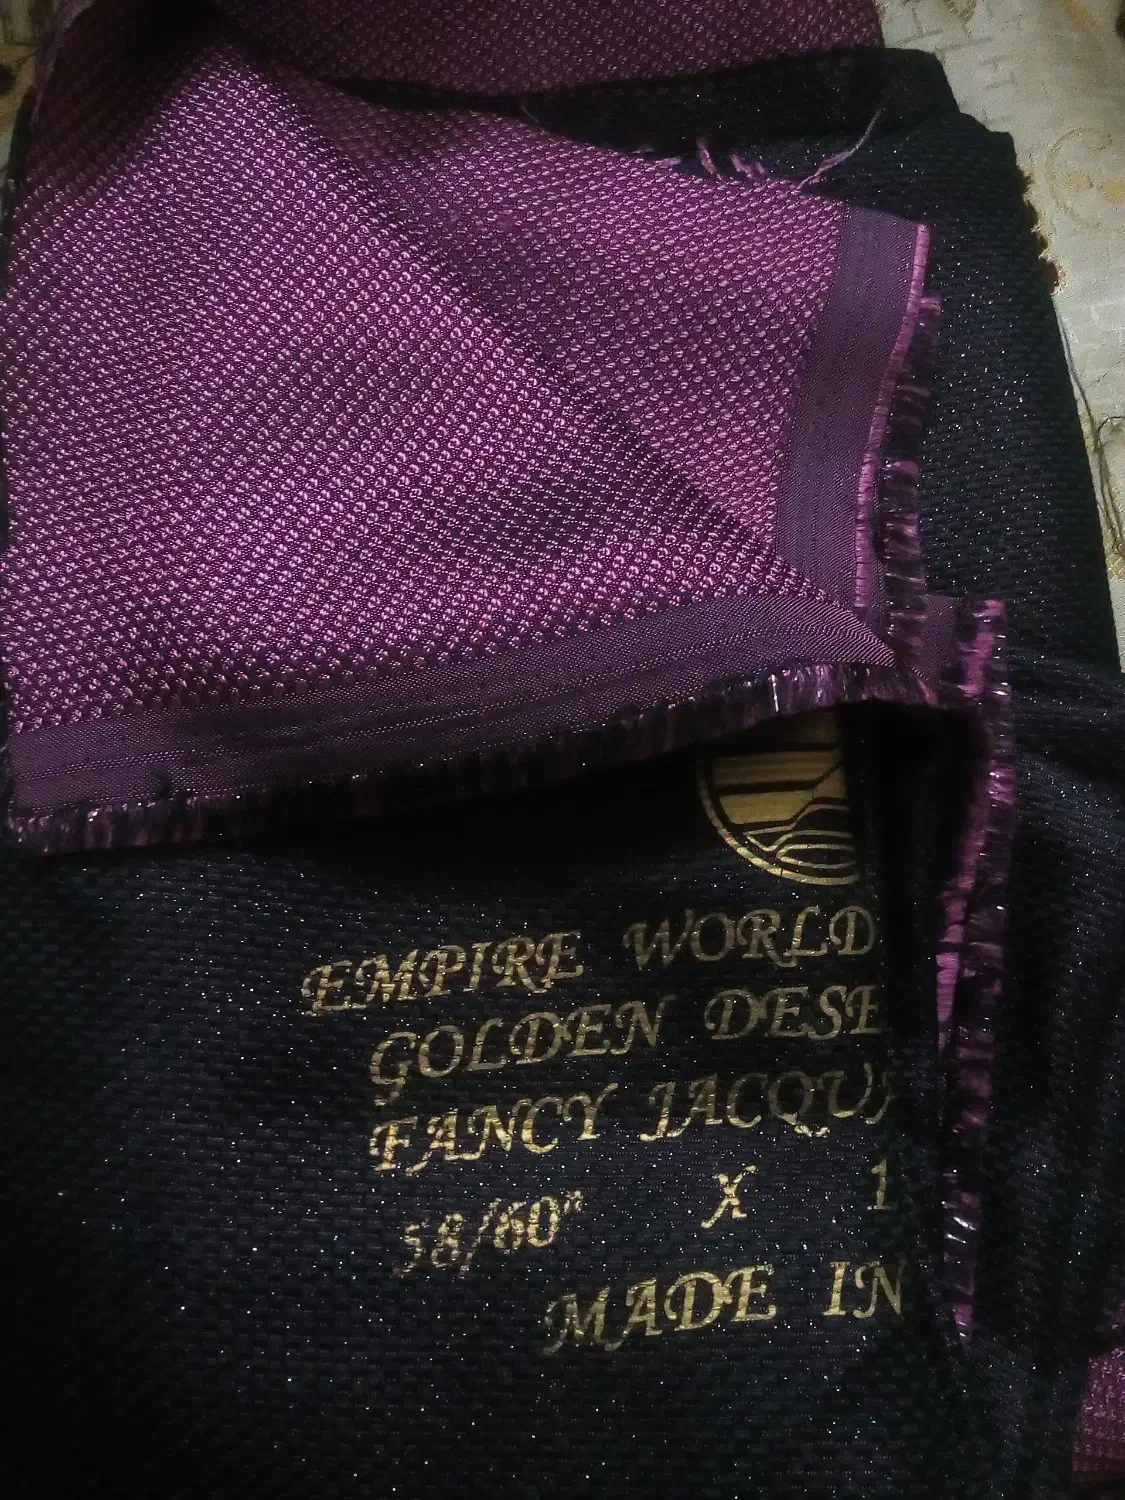 EMPIRE WORLD
GOLDEN DESE
FANCY JACQU
58/60" X 1
MADE IN